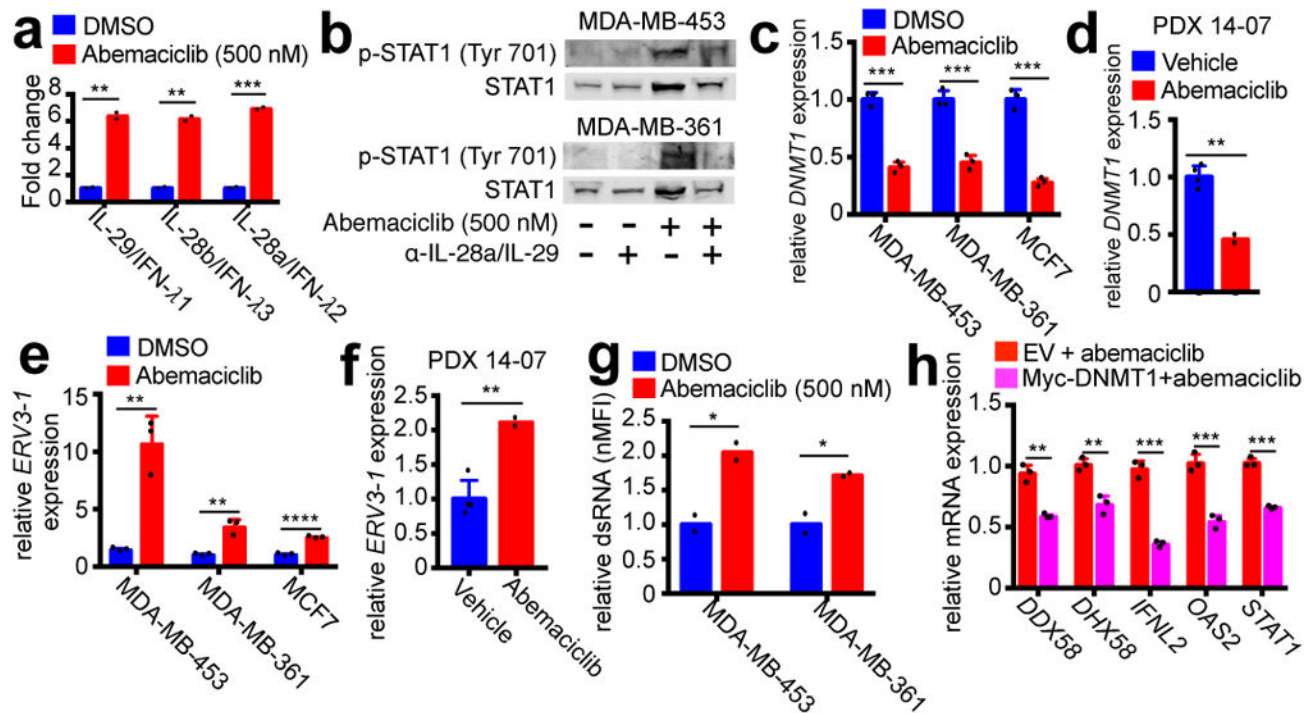 a
DMSO
Abemaciclib (500 nM)
Fold change
8
6
4
2
0
**
**
***
IL-29/IFN-λ1
IL-28b/IFN-λ3
IL-28a/IFN-λ2
b
MDA-MB-453
p-STAT1 (Tyr 701)
STAT1
MDA-MB-361
p-STAT1 (Tyr 701)
STAT1
Abemaciclib (500 nM) - - + +
α-IL-28a/IL-29 - + - +
c
DMSO
Abemaciclib
relative DNMT1 expression
1.5
1.0
0.5
0
***
***
***
MDA-MB-453
MDA-MB-361
MCF7
d
PDX 14-07
Vehicle
Abemaciclib
relative DNMT1 expression
1.5
1.0
0.5
0
**
e
DMSO
Abemaciclib
relative ERV3-1
expression
15
10
5
0
**
**
****
MDA-MB-453
MDA-MB-361
MCF7
f
PDX 14-07
relative ERV3-1 expression
2.5
2.0
1.5
1.0
0.5
0
**
Vehicle
Abemaciclib
g
DMSO
Abemaciclib (500 nM)
relative dsRNA (nMFI)
2.5
2.0
1.5
1.0
0.5
0
*
*
MDA-MB-453
MDA-MB-361
h
EV + abemaciclib
Myc-DNMT1+abemaciclib
relative mRNA expression
1.5
1.0
0.5
0
**
**
***
***
***
DDX58
DHX58
IFNL2
OAS2
STAT1